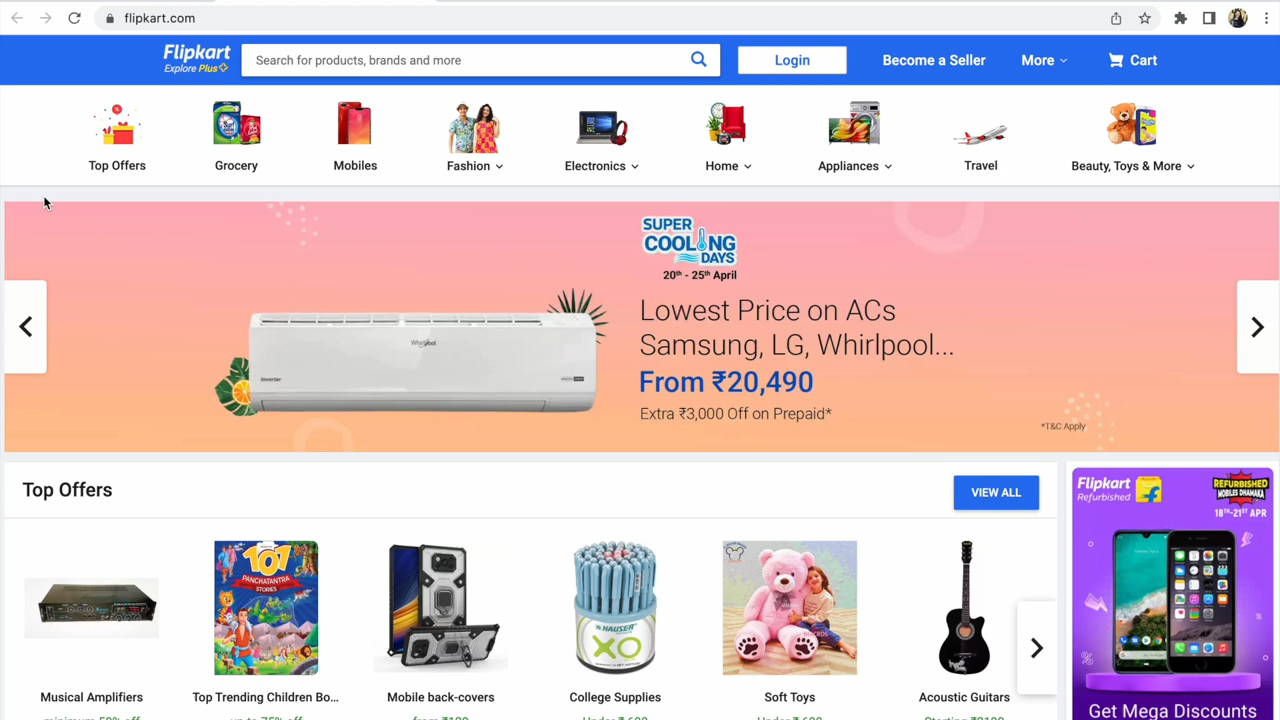 flipkart.com
Flipkart
Explore Plus
Search for products, brands and more
Login
Become a Seller
More
Cart
Top Offers
Grocery
Mobiles
Fashion
Electronics
Home
Appliances
Travel
Beauty, Toys & More
SUPER
COOLING
DAYS
20th - 25th April
Lowest Price on ACs
Samsung, LG, Whirlpool...
From ₹20,490
Extra ₹3,000 Off on Prepaid*
*T&C Apply
Whirlpool
Inverter
Top Offers
VIEW ALL
Flipkart
Refurbished
REFURBISHED
MOBILES DHAMAKA
18TH-21ST APR
101
PANCHATANTRA
STORIES
HAUSER
XO
MACROS
Musical Amplifiers
Top Trending Children Bo...
Mobile back-covers
College Supplies
Soft Toys
Acoustic Guitars
Get Mega Discounts